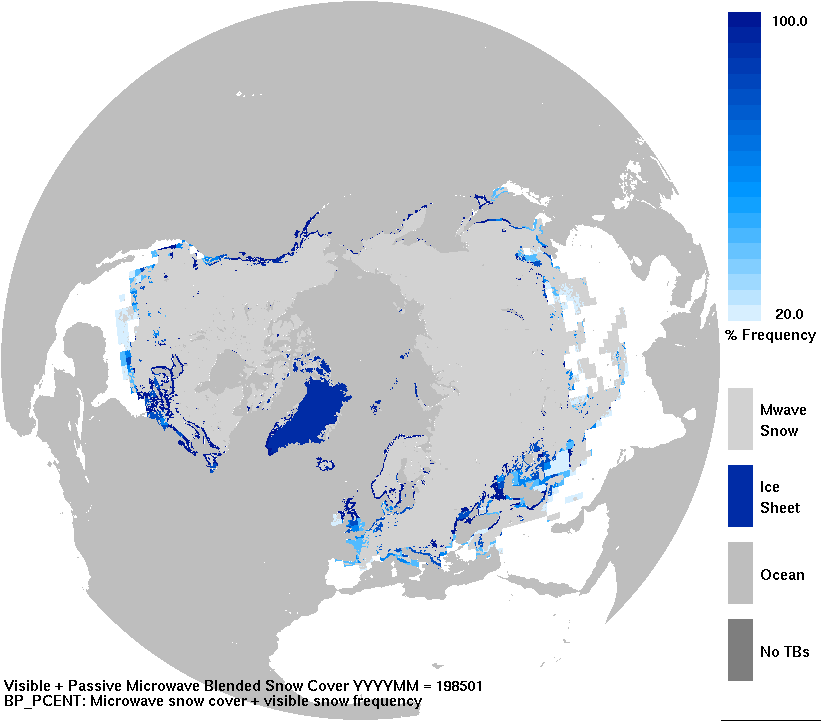 100.0
20.0
% Frequency
Mwave
Snow
Ice
Sheet
Ocean
No TBs
Visible + Passive Microwave Blended Snow Cover YYYYMM = 198501
BP_PCENT: Microwave snow cover + visible snow frequency